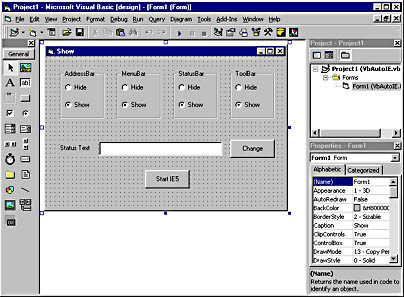 Project1 - Microsoft Visual Basic [design] - [Form1 (Form)]
File Edit View Project Format Debug Run Query Diagram Tools Add-Ins Window Help
General
A
ab
Show
AddressBar MenuBar StatusBar ToolBar
Hide Hide Hide Hide
Show Show Show Show
Status Text
Change
Start IE5
Project - Project1
Project1 (VbAutoIE.vb
Forms
Form1 (VbAutoIE
Properties - Form1
Form1 Form
Alphabetic Categorized
(Name) Form1
Appearance 1 - 3D
AutoRedraw False
BackColor &H800000
BorderStyle 2 - Sizable
Caption Show
ClipControls True
ControlBox True
DrawMode 13 - Copy Per
DrawStyle 0 - Solid
(Name)
Returns the name used in code to
identify an object.